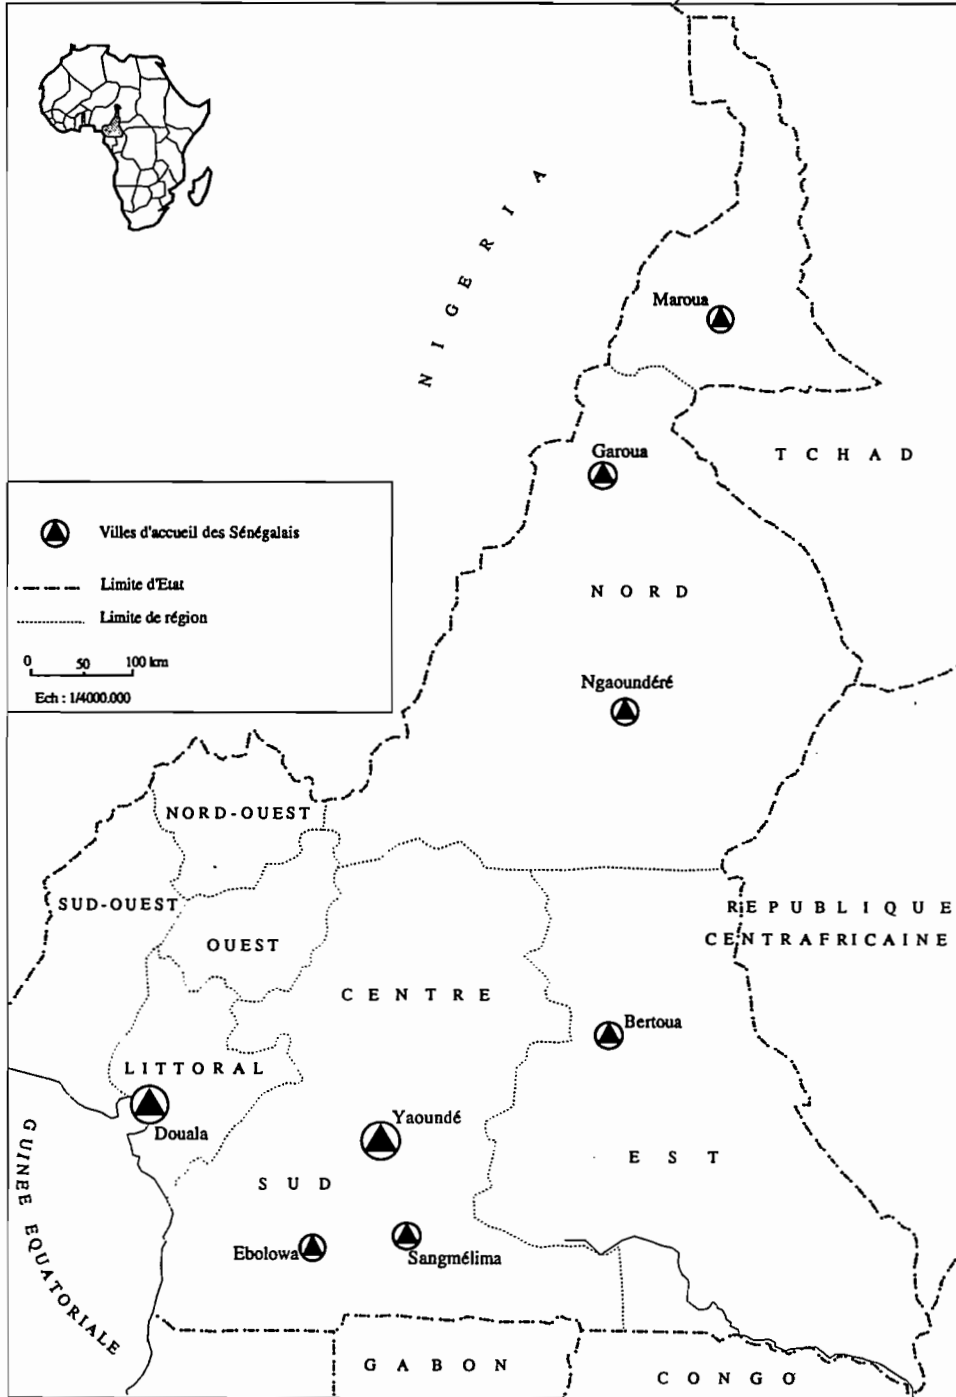 NIGERIA
Maroua
Garoua
TCHAD
Villes d'accueil des Sénégalais
Limite d'Etat
Limite de région
0 50 100 km
Ech : 1/4000.000
NORD
Ngaoundéré
NORD-OUEST
SUD-OUEST
OUEST
REPUBLIQUE
CENTRAFRICAINE
CENTRE
Bertoua
LITTORAL
Douala
Yaoundé
EST
SUD
GUINEE EQUATORIALE
Ebolowa
Sangmélima
GABON
CONGO